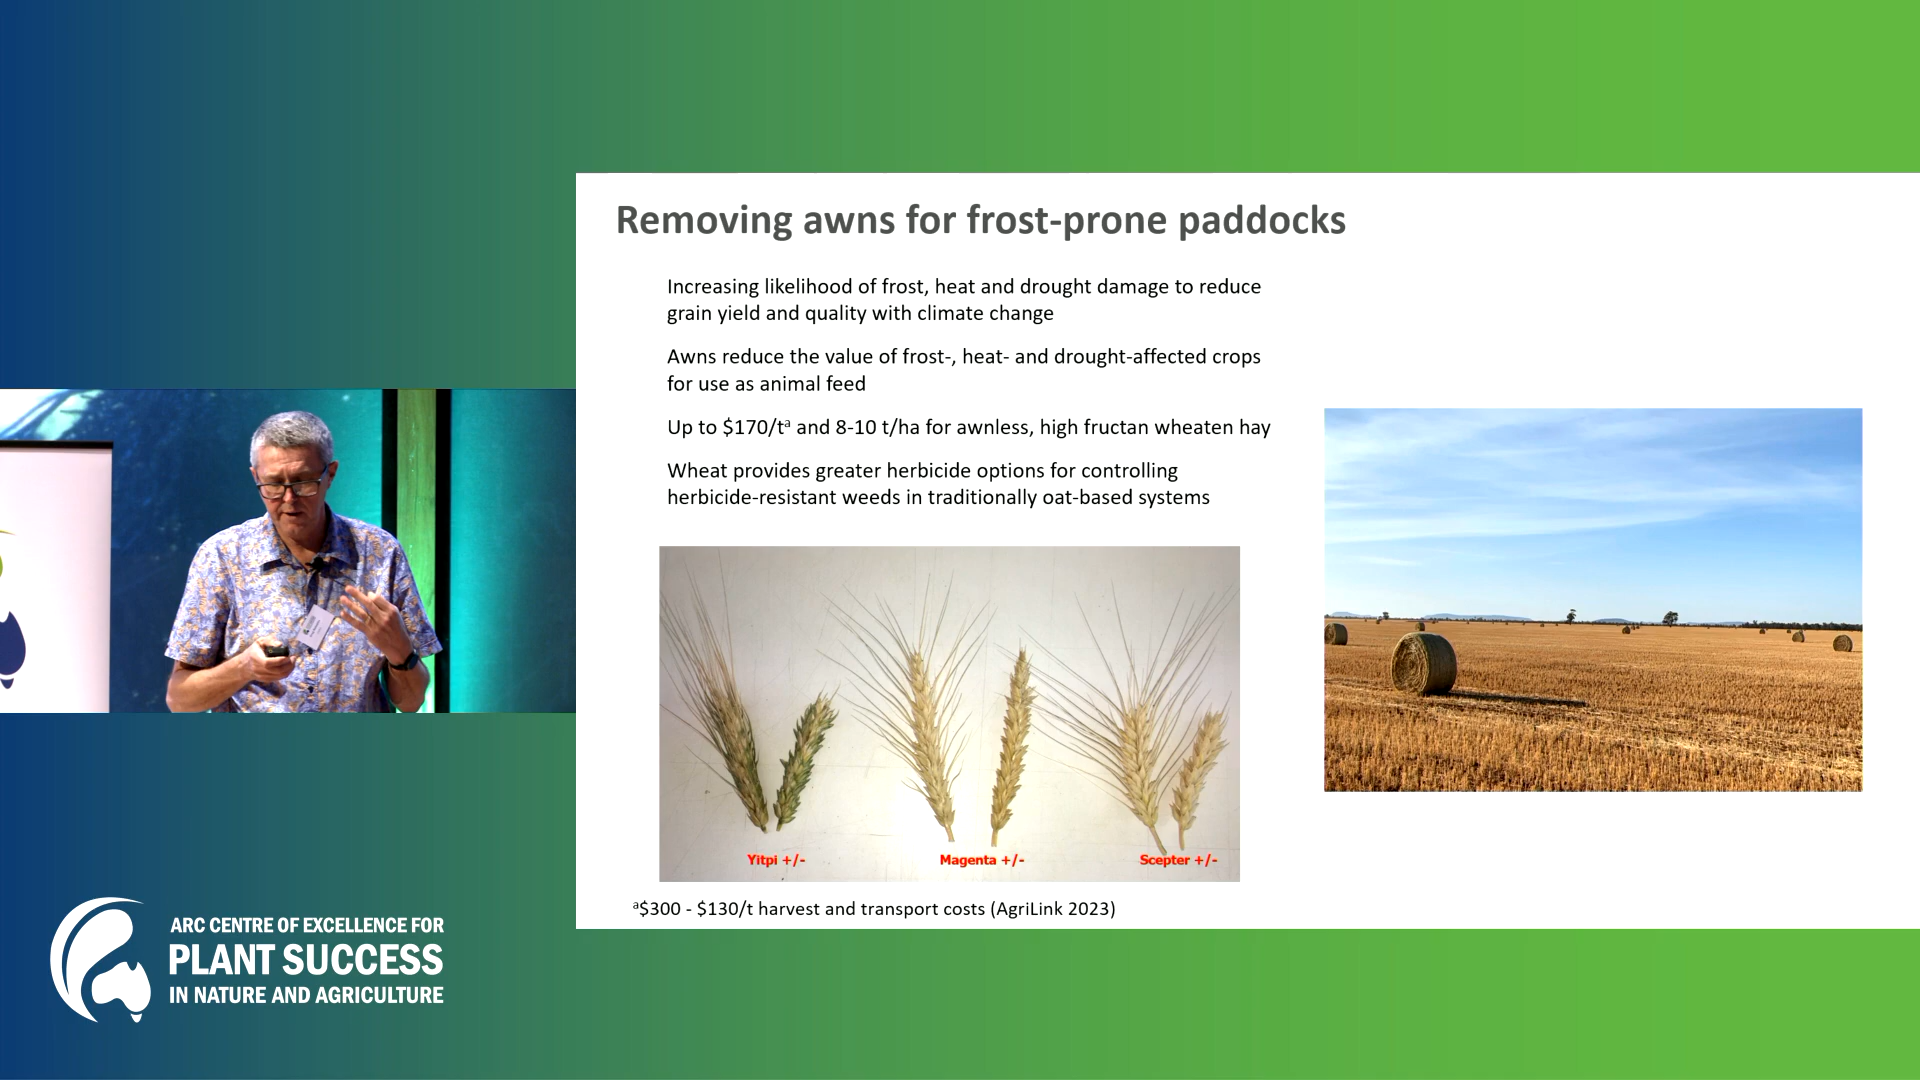 Removing awns for frost-prone paddocks
Increasing likelihood of frost, heat and drought damage to reduce
grain yield and quality with climate change
Awns reduce the value of frost-, heat- and drought-affected crops
for use as animal feed
Up to $170/tᵃ and 8-10 t/ha for awnless, high fructan wheaten hay
Wheat provides greater herbicide options for controlling
herbicide-resistant weeds in traditionally oat-based systems
Yitpi +/-
Magenta +/-
Scepter +/-
ᵃ$300 - $130/t harvest and transport costs (AgriLink 2023)
ARC CENTRE OF EXCELLENCE FOR
PLANT SUCCESS
IN NATURE AND AGRICULTURE